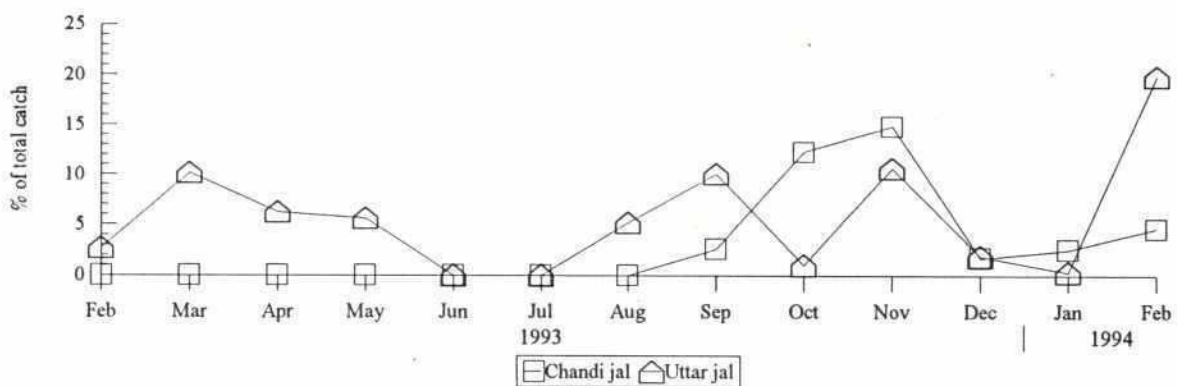 % of total catch
25
20
15
10
5
0
Feb Mar Apr May Jun Jul Aug Sep Oct Nov Dec Jan Feb
1993 1994
Chandi jal Uttar jal